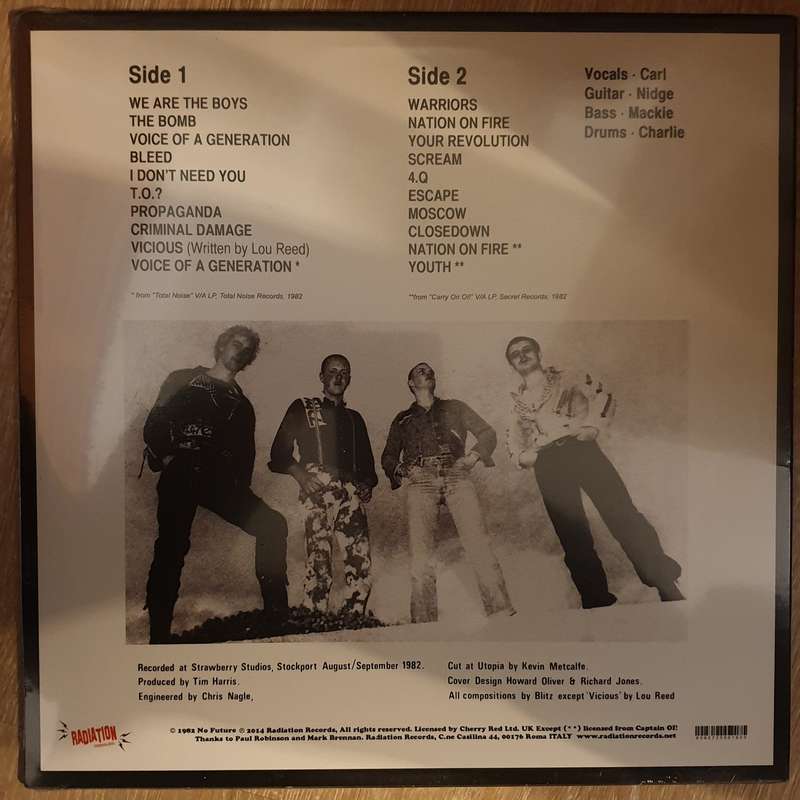 Side 1
WE ARE THE BOYS
THE BOMB
VOICE OF A GENERATION
BLEED
I DON'T NEED YOU
T.O.?
PROPAGANDA
CRIMINAL DAMAGE
VICIOUS (Written by Lou Reed)
VOICE OF A GENERATION *
* from "Total Noise" V/A LP, Total Noise Records, 1982
Side 2
WARRIORS
NATION ON FIRE
YOUR REVOLUTION
SCREAM
4.Q
ESCAPE
MOSCOW
CLOSEDOWN
NATION ON FIRE **
YOUTH **
**from "Carry On Oi!" V/A LP, Secret Records, 1982
Vocals · Carl
Guitar · Nidge
Bass · Mackie
Drums · Charlie
Recorded at Strawberry Studios, Stockport August/September 1982.
Produced by Tim Harris.
Engineered by Chris Nagle,
Cut at Utopia by Kevin Metcalfe.
Cover Design Howard Oliver & Richard Jones.
All compositions by Blitz except 'Vicious' by Lou Reed
RADIATION
© 1982 No Future ℗ 2014 Radiation Records, All rights reserved. Licensed by Cherry Red Ltd. UK Except (**) licensed from Captain Oi!
Thanks to Paul Robinson and Mark Brennan. Radiation Records, C.ne Casilina 44, 00176 Roma ITALY www.radiationrecords.net